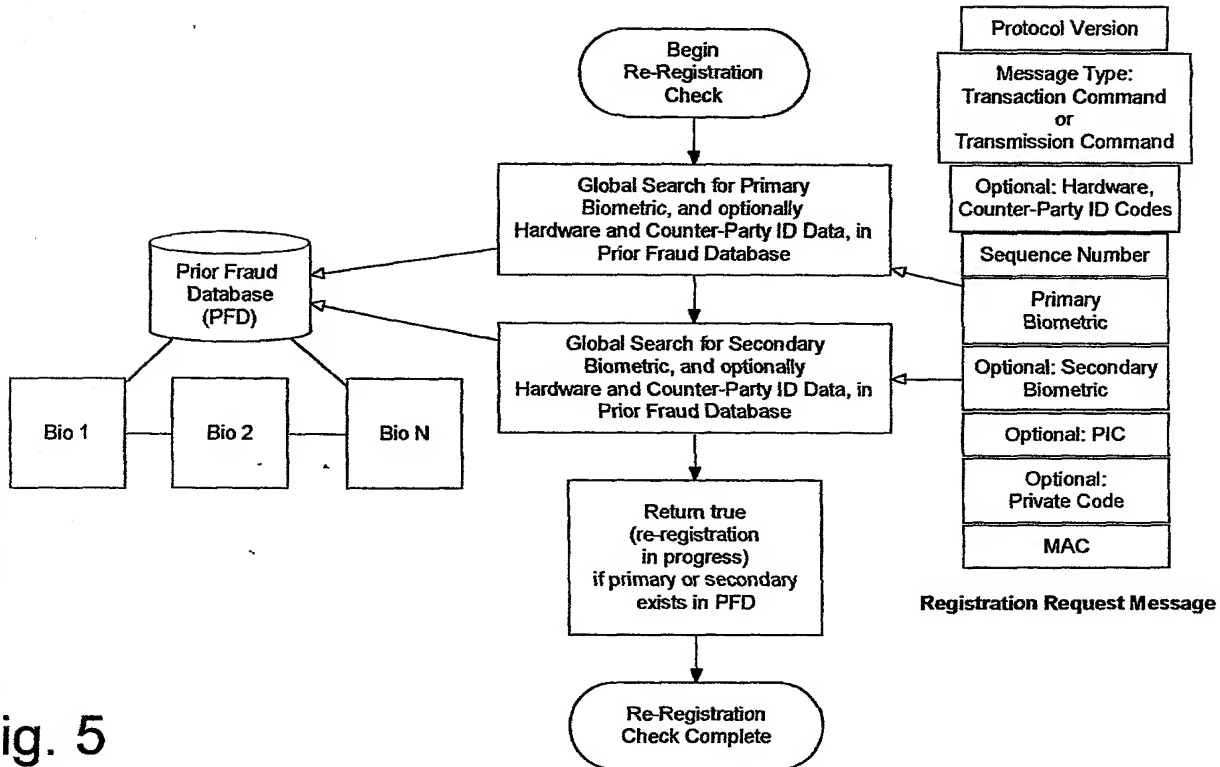 Begin
Re-Registration
Check
Global Search for Primary
Biometric, and optionally
Hardware and Counter-Party ID Data, in
Prior Fraud Database
Global Search for Secondary
Biometric, and optionally
Hardware and Counter-Party ID Data, in
Prior Fraud Database
Return true
(re-registration
in progress)
if primary or secondary
exists in PFD
Re-Registration
Check Complete
Prior Fraud
Database
(PFD)
Bio 1
Bio 2
Bio N
Protocol Version
Message Type:
Transaction Command
or
Transmission Command
Optional: Hardware,
Counter-Party ID Codes
Sequence Number
Primary
Biometric
Optional: Secondary
Biometric
Optional: PIC
Optional:
Private Code
MAC
Registration Request Message
ig. 5